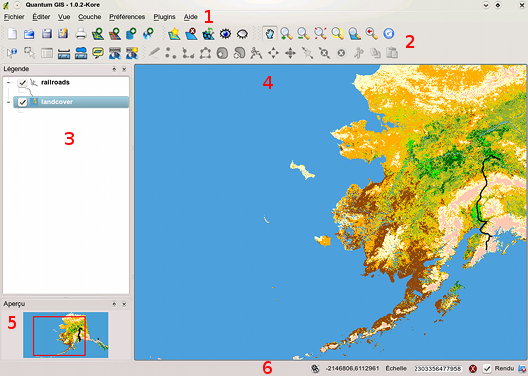 Quantum GIS - 1.0.2-Kore
Fichier Éditer Vue Couche Préférences Plugins Aide
1
2
Légende
railroads
landcover
3
4
Aperçu
5
6
-2146806,6112961 Échelle 2303356477958 Rendu